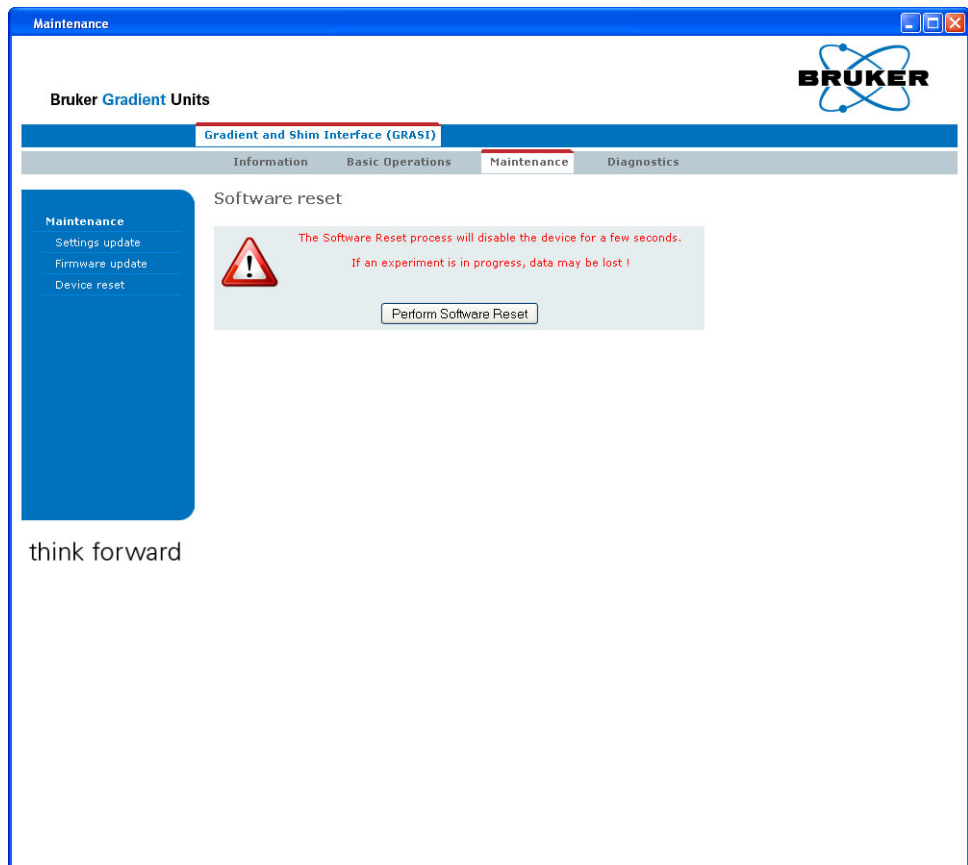 Maintenance
BRUKER
Bruker Gradient Units
Gradient and Shim Interface (GRASI)
Information Basic Operations Maintenance Diagnostics
Software reset
Maintenance
Settings update
Firmware update
Device reset
The Software Reset process will disable the device for a few seconds.
If an experiment is in progress, data may be lost !
Perform Software Reset
think forward